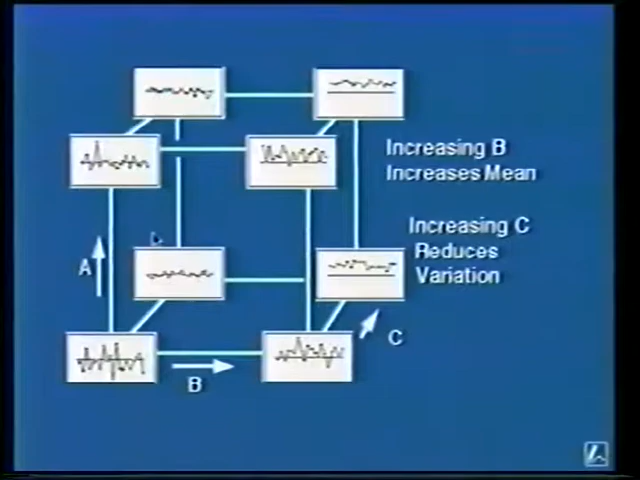 Increasing B
Increases Mean
Increasing C
Reduces
Variation
A
C
B